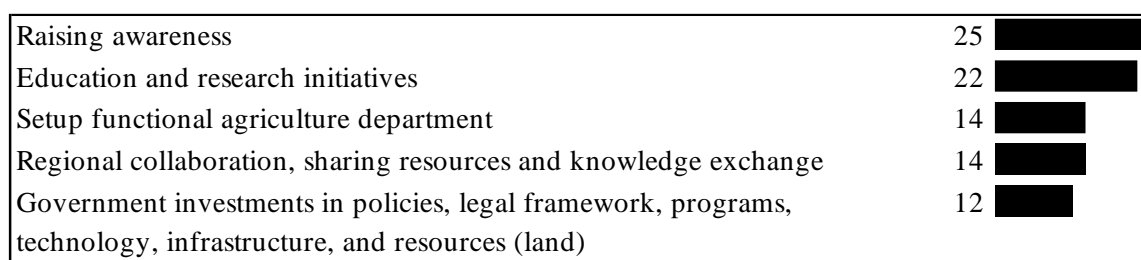 Raising awareness 25
Education and research initiatives 22
Setup functional agriculture department 14
Regional collaboration, sharing resources and knowledge exchange 14
Government investments in policies, legal framework, programs, 12
technology, infrastructure, and resources (land)